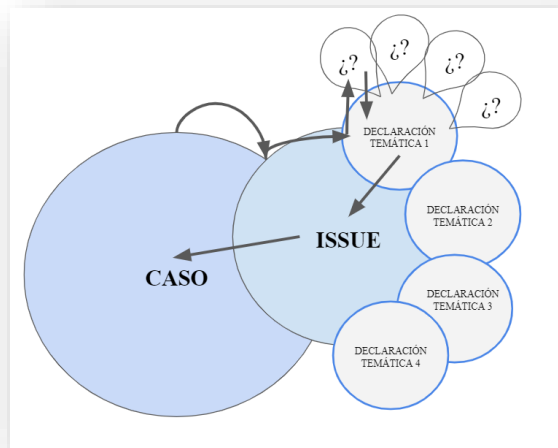 ¿?
¿?
¿?
¿?
DECLARACIÓN
TEMÁTICA 1
DECLARACIÓN
TEMÁTICA 2
ISSUE
CASO
DECLARACIÓN
TEMÁTICA 3
DECLARACIÓN
TEMÁTICA 4